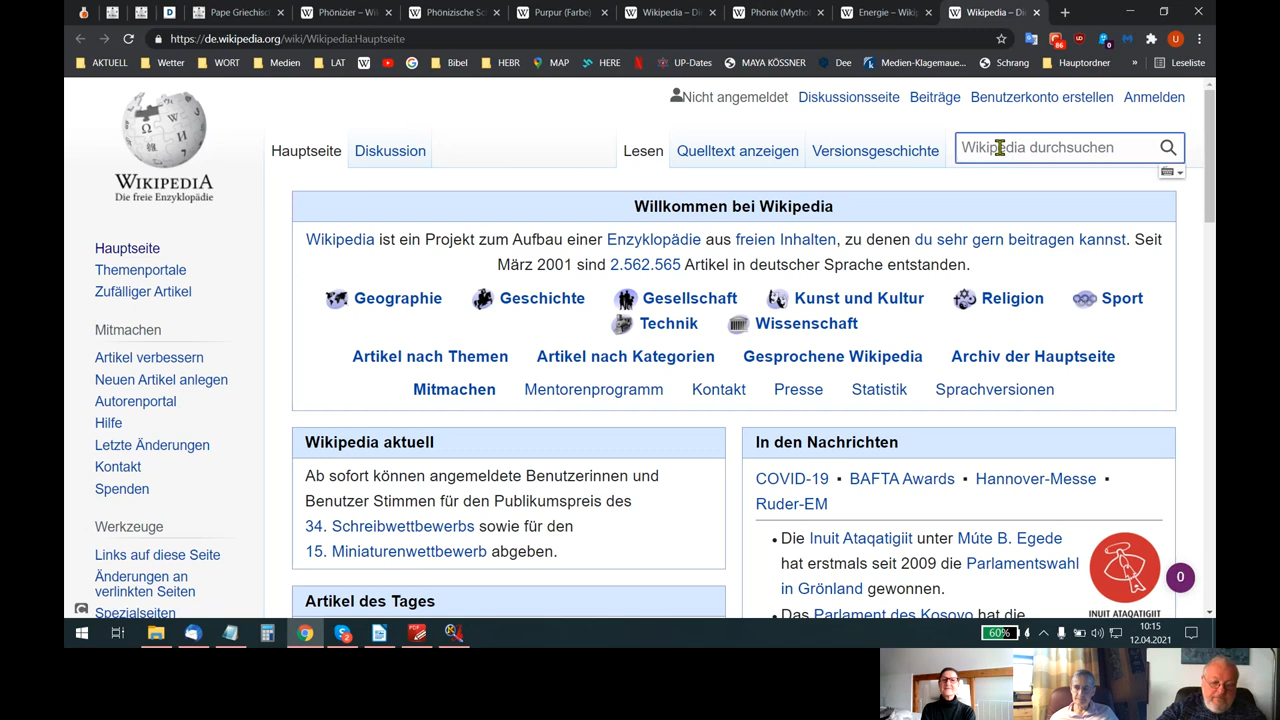 Pape Griechisc
Phönizier – Wi
Phönizische Sc
Purpur (Farbe)
Wikipedia – Di
Phönix (Mytho
Energie – Wiki
Wikipedia – Di
https://de.wikipedia.org/wiki/Wikipedia:Hauptseite
86
0
U
AKTUELL
Wetter
WORT
Medien
LAT
Bibel
HEBR
MAP
HERE
UP-Dates
MAYA KÖSSNER
Dee
Medien-Klagemaue...
Schrang
Hauptordner
»
Leseliste
Nicht angemeldet Diskussionsseite Beiträge Benutzerkonto erstellen Anmelden
Hauptseite Diskussion Lesen Quelltext anzeigen Versionsgeschichte Wikipedia durchsuchen
WIKIPEDIA
Die freie Enzyklopädie
Hauptseite
Themenportale
Zufälliger Artikel
Mitmachen
Artikel verbessern
Neuen Artikel anlegen
Autorenportal
Hilfe
Letzte Änderungen
Kontakt
Spenden
Werkzeuge
Links auf diese Seite
Änderungen an
verlinkten Seiten
Spezialseiten
Willkommen bei Wikipedia
Wikipedia ist ein Projekt zum Aufbau einer Enzyklopädie aus freien Inhalten, zu denen du sehr gern beitragen kannst. Seit
März 2001 sind 2.562.565 Artikel in deutscher Sprache entstanden.
Geographie Geschichte Gesellschaft Kunst und Kultur Religion Sport
Technik Wissenschaft
Artikel nach Themen Artikel nach Kategorien Gesprochene Wikipedia Archiv der Hauptseite
Mitmachen Mentorenprogramm Kontakt Presse Statistik Sprachversionen
Wikipedia aktuell
Ab sofort können angemeldete Benutzerinnen und
Benutzer Stimmen für den Publikumspreis des
34. Schreibwettbewerbs sowie für den
15. Miniaturenwettbewerb abgeben.
Artikel des Tages
In den Nachrichten
COVID-19 ▪ BAFTA Awards ▪ Hannover-Messe ▪
Ruder-EM
• Die Inuit Ataqatigiit unter Múte B. Egede
hat erstmals seit 2009 die Parlamentswahl
in Grönland gewonnen.
• Das Parlament des Kosovo hat die
INUIT ATAQATIGIIT
0
60%
10:15
12.04.2021